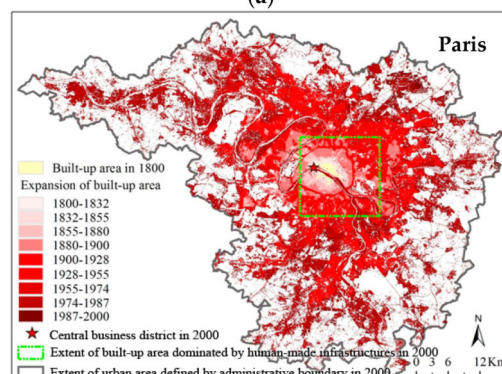 (a)
Paris
Built-up area in 1800
Expansion of built-up area
1800-1832
1832-1855
1855-1880
1880-1900
1900-1928
1928-1955
1955-1974
1974-1987
1987-2000
Central business district in 2000
N
Extent of built-up area dominated by human-made infrastructures in 2000
0 3 6 12Km
Extent of urban area defined by administrative boundary in 2000